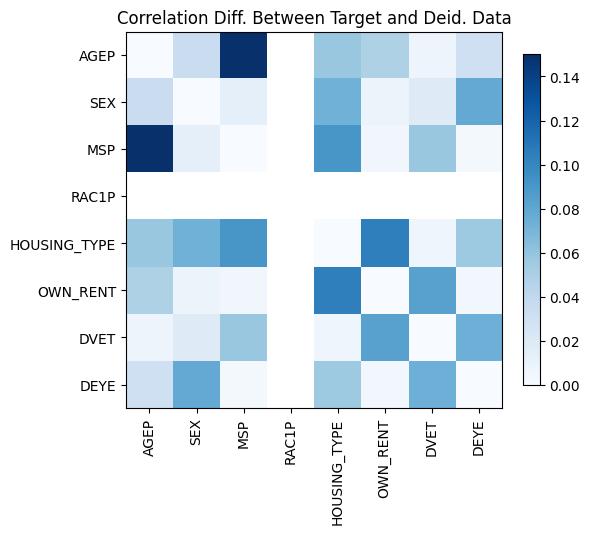 Correlation Diff. Between Target and Deid. Data
AGEP
SEX
MSP
RAC1P
HOUSING_TYPE
OWN_RENT
DVET
DEYE
AGEP
SEX
MSP
RAC1P
HOUSING_TYPE
OWN_RENT
DVET
DEYE
0.14
0.12
0.10
0.08
0.06
0.04
0.02
0.00